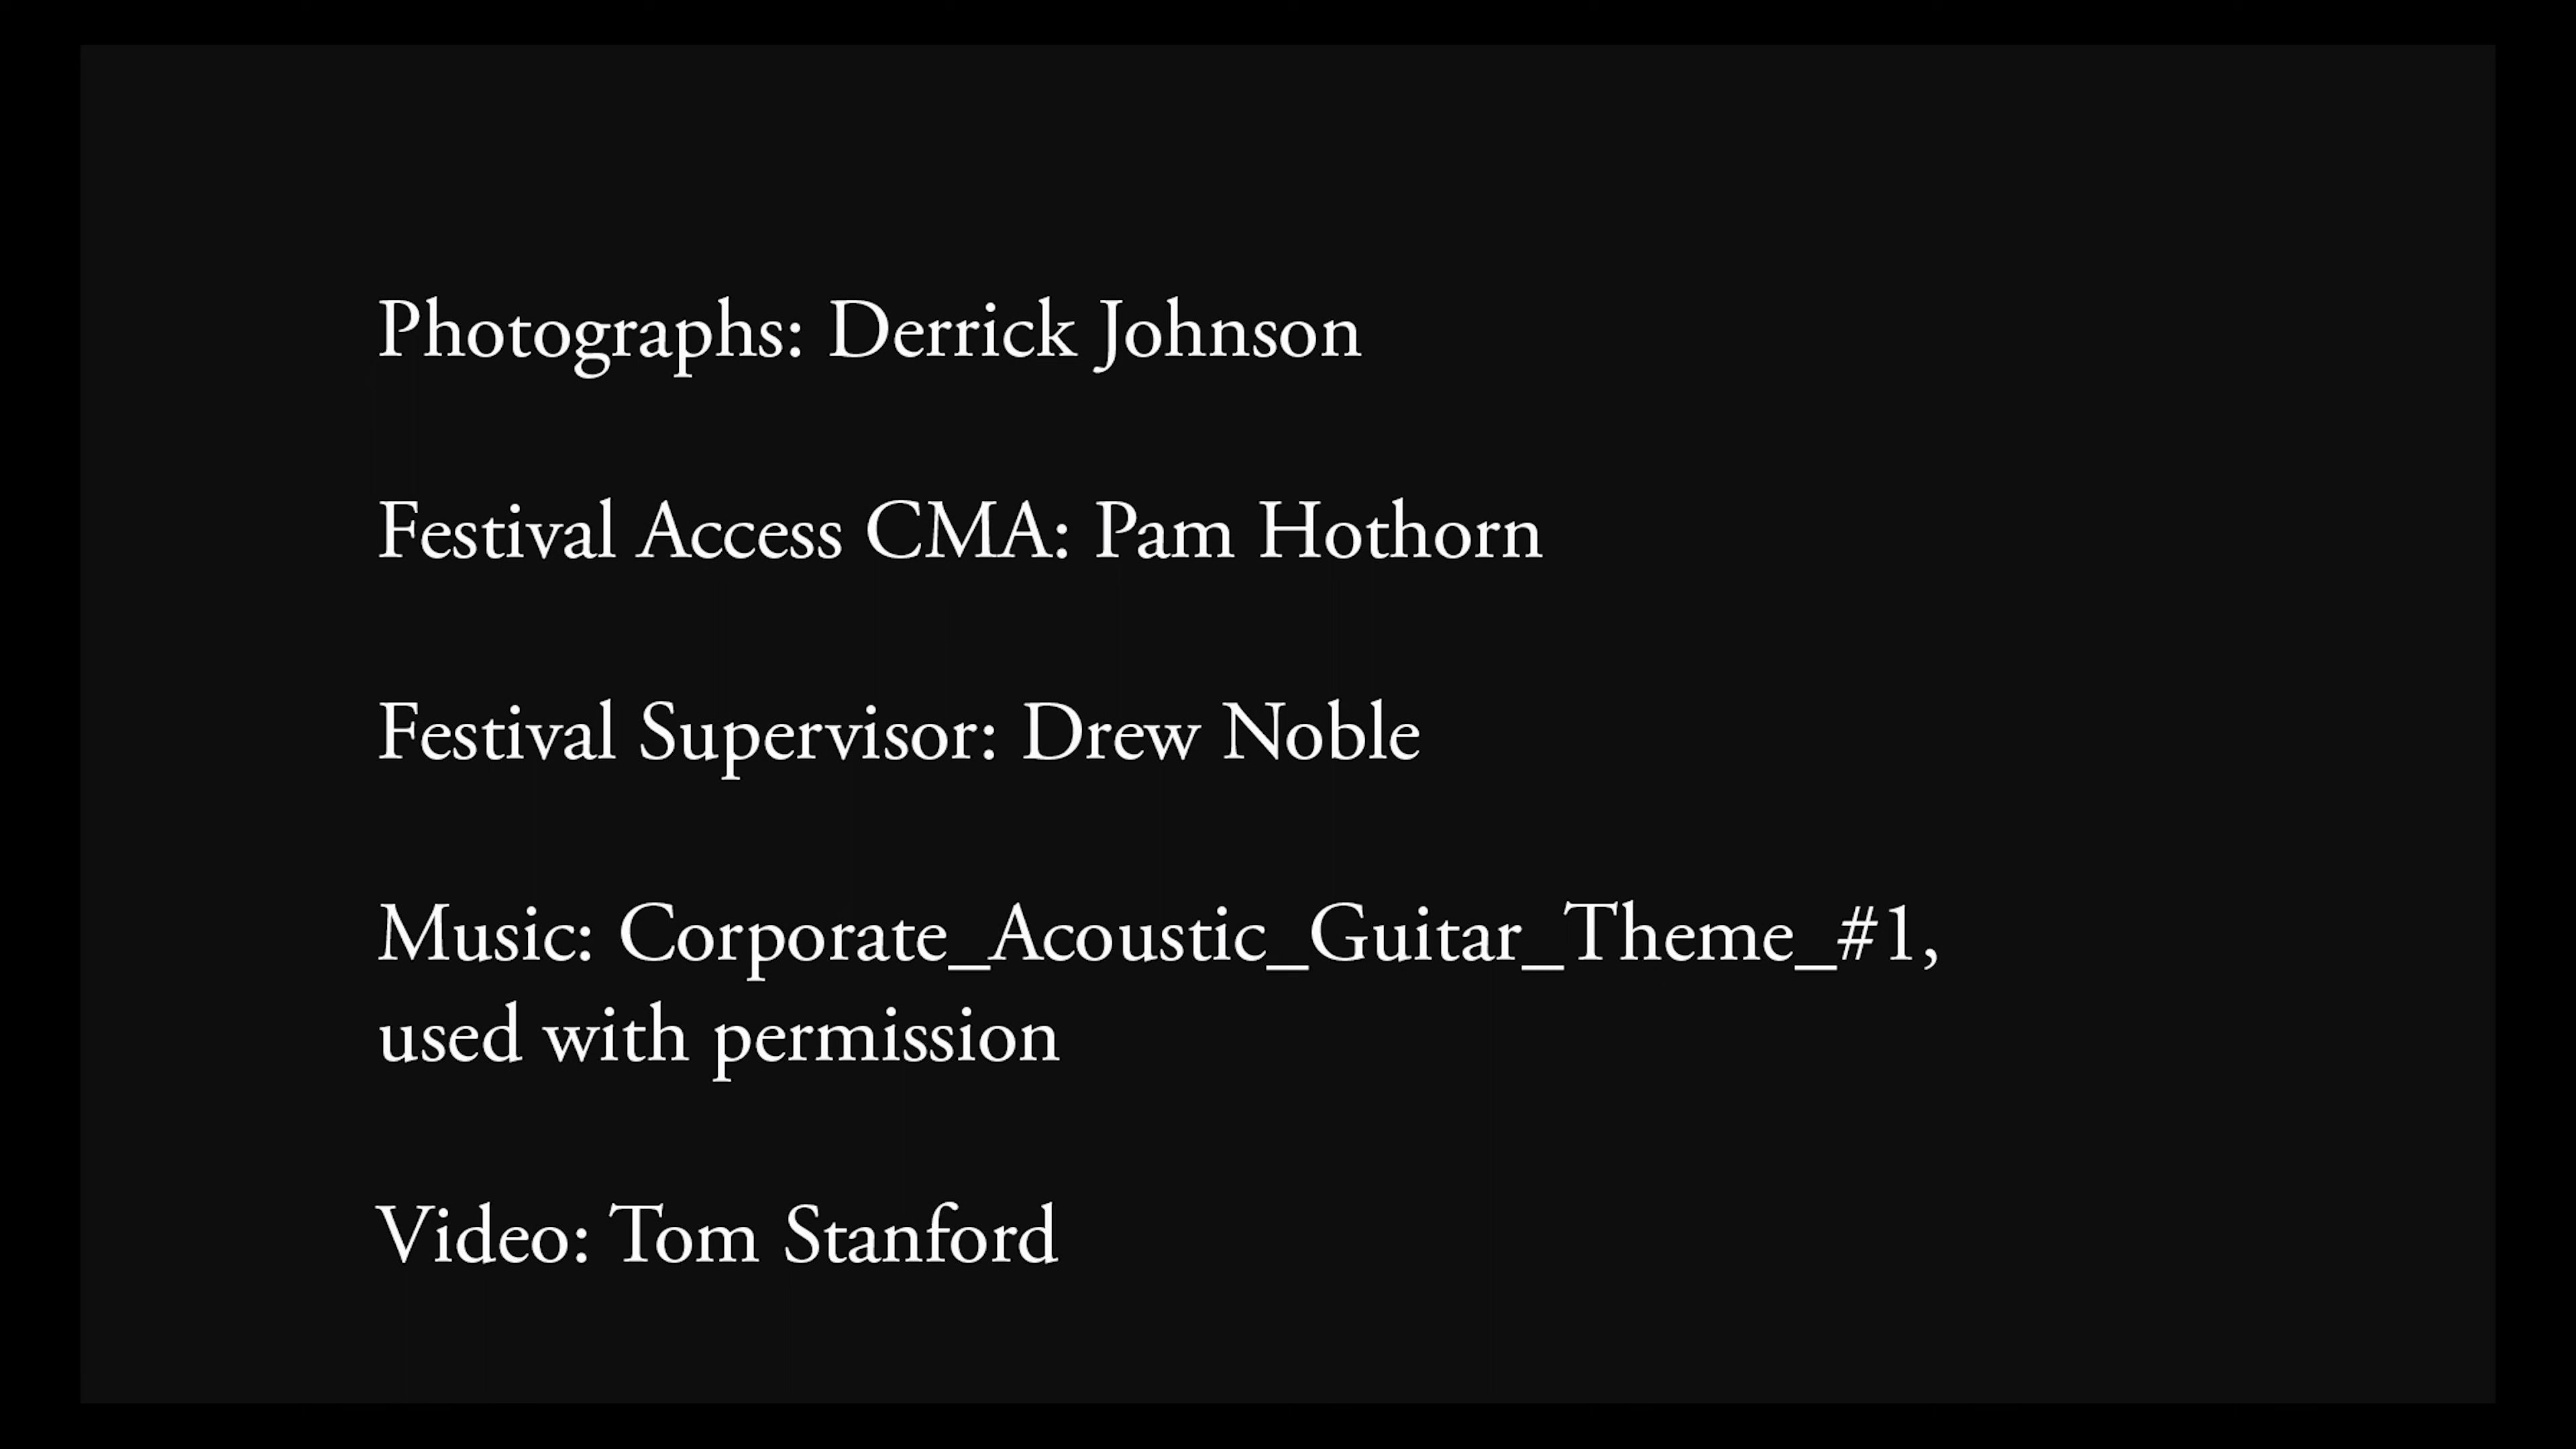 Photographs: Derrick Johnson
Festival Access CMA: Pam Hothorn
Festival Supervisor: Drew Noble
Music: Corporate_Acoustic_Guitar_Theme_#1,
used with permission
Video: Tom Stanford